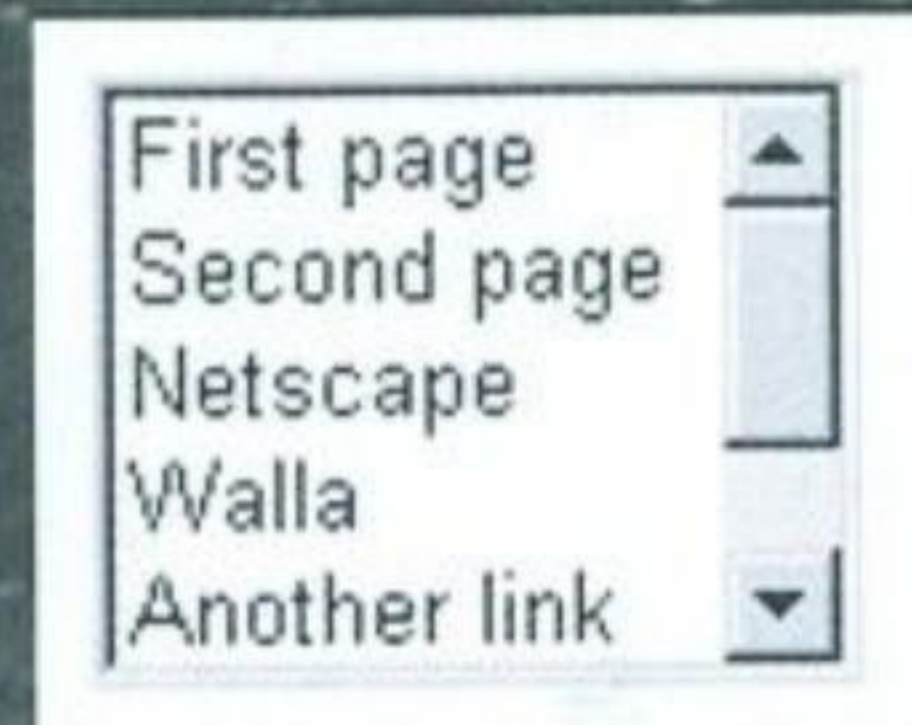 First page
Second page
Netscape
Walla
Another link